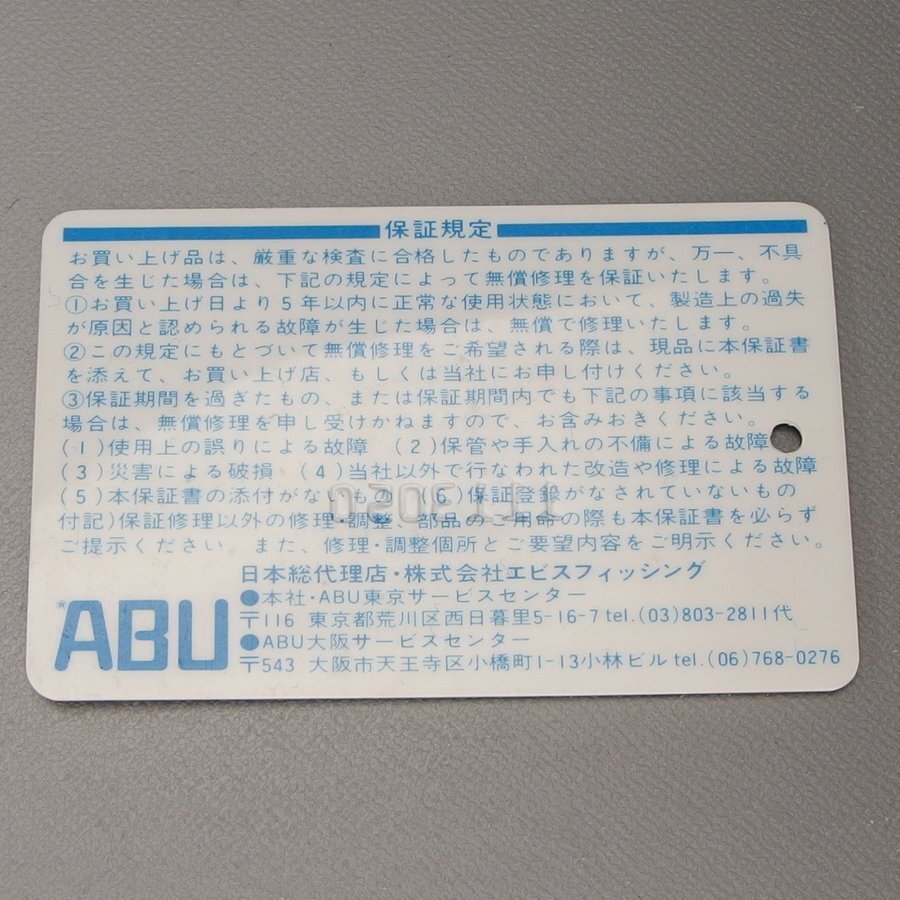 保証規定
お買い上げ品は、厳重な検査に合格したものでありますが、万一、不具
合を生じた場合は、下記の規定によって無償修理を保証いたします。
①お買い上げ日より5年以内に正常な使用状態において、製造上の過失
が原因と認められる故障が生じた場合は、無償で修理いたします。
②この規定にもとづいて無償修理をご希望される際は、現品に本保証書
を添えて、お買い上げ店、もしくは当社にお申し付けください。
③保証期間を過ぎたもの、または保証期間内でも下記の事項に該当する
場合は、無償修理を申し受けかねますので、お含みおきください。
(1)使用上の誤りによる故障 (2)保管や手入れの不備による故障
(3)災害による破損 (4)当社以外で行なわれた改造や修理による故障
(5)本保証書の添付がないもの (6)保証登録がなされていないもの
付記)保証修理以外の修理・調整、部品のご用命の際も本保証書を必らず
ご提示ください。また、修理・調整個所とご要望内容をご明示ください。
日本総代理店・株式会社エビスフィッシング
●本社・ABU東京サービスセンター
〒116 東京都荒川区西日暮里5-16-7 tel.(03)803-2811代
●ABU大阪サービスセンター
〒543 大阪市天王寺区小橋町1-13小林ビル tel.(06)768-0276
®ABU